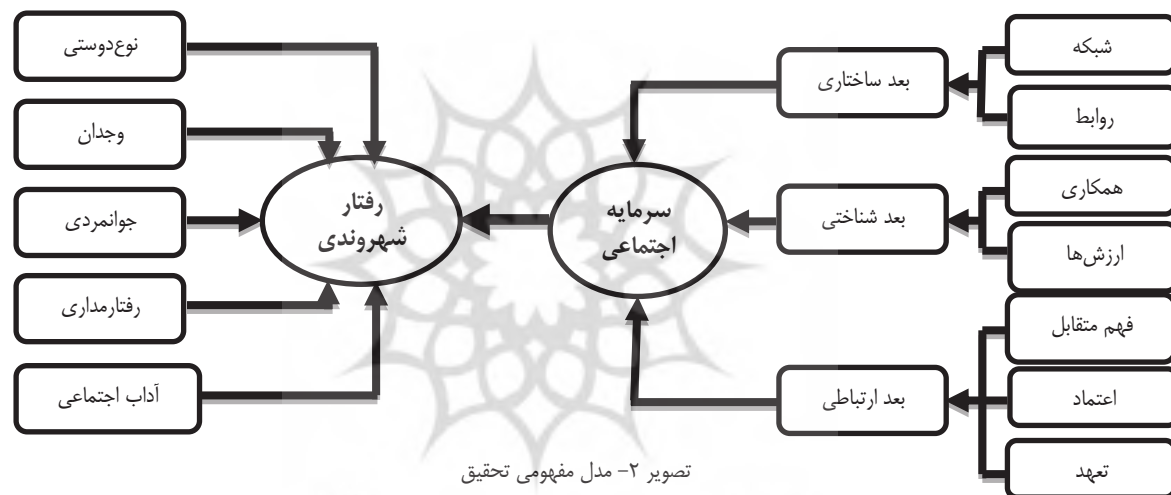 شبکه
روابط
همکاری
ارزش‌ها
فهم متقابل
اعتماد
تعهد
بعد ساختاری
بعد شناختی
بعد ارتباطی
سرمایه
اجتماعی
رفتار
شهروندی
نوع‌دوستی
وجدان
جوانمردی
رفتارمداری
آداب اجتماعی
تصویر ۲- مدل مفهومی تحقیق